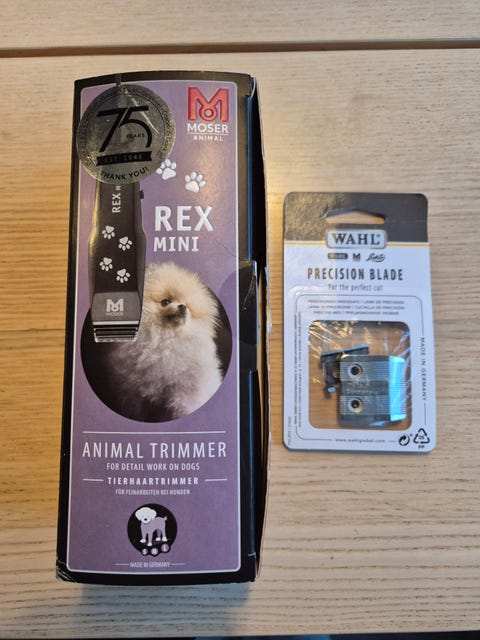 75
YEARS
EST. 1946
THANK YOU!
MOSER
ANIMAL
REX
MINI
REX
MOSER
ANIMAL TRIMMER
FOR DETAIL WORK ON DOGS
TIERHAARTRIMMER
FÜR FEINARBEITEN BEI HUNDEN
MADE IN GERMANY
WAHL
WAHL
PRECISION BLADE
for the perfect cut
MADE IN GERMANY
www.wahlglobal.com
PP